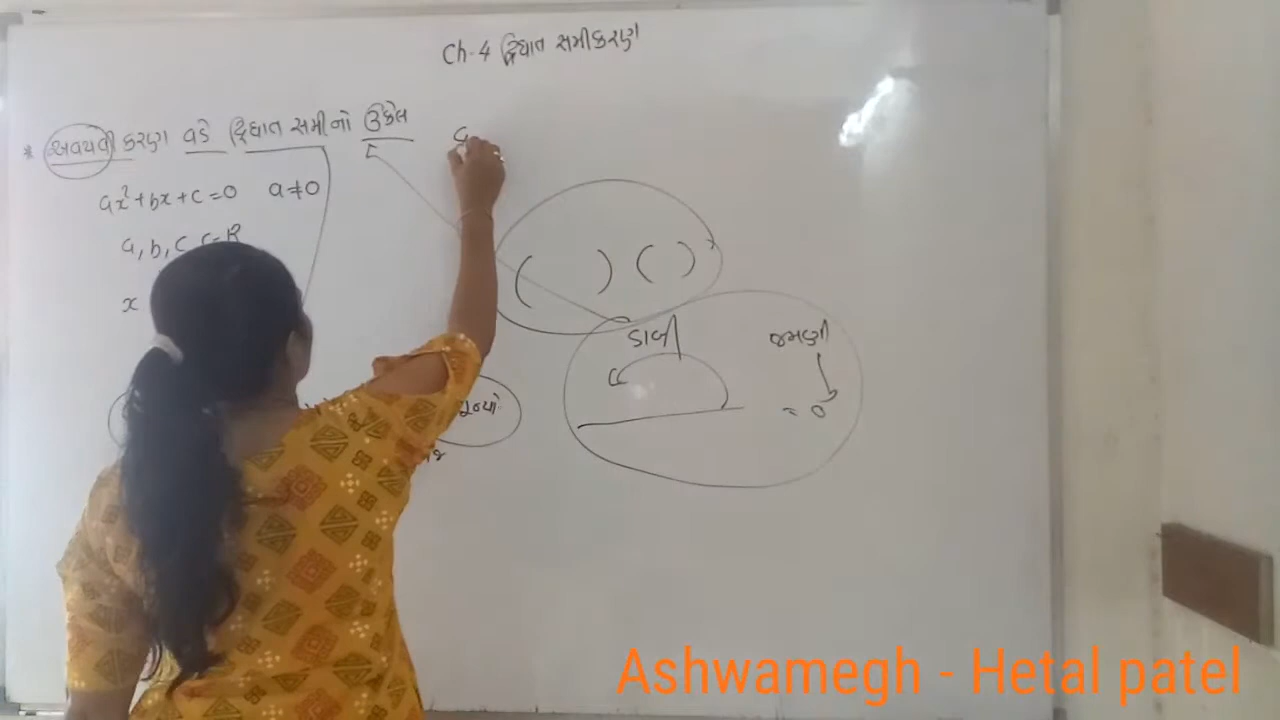 Ch-4 દ્વિઘાત સમીકરણ
* અવયવીકરણ વડે દ્વિઘાત સમી નો ઉકેલ
ax²+bx+c=0 a≠0
a, b, c ∈ R
x
( ) ( )
ડાબી જમણી
= 0
Ashwamegh - Hetal patel